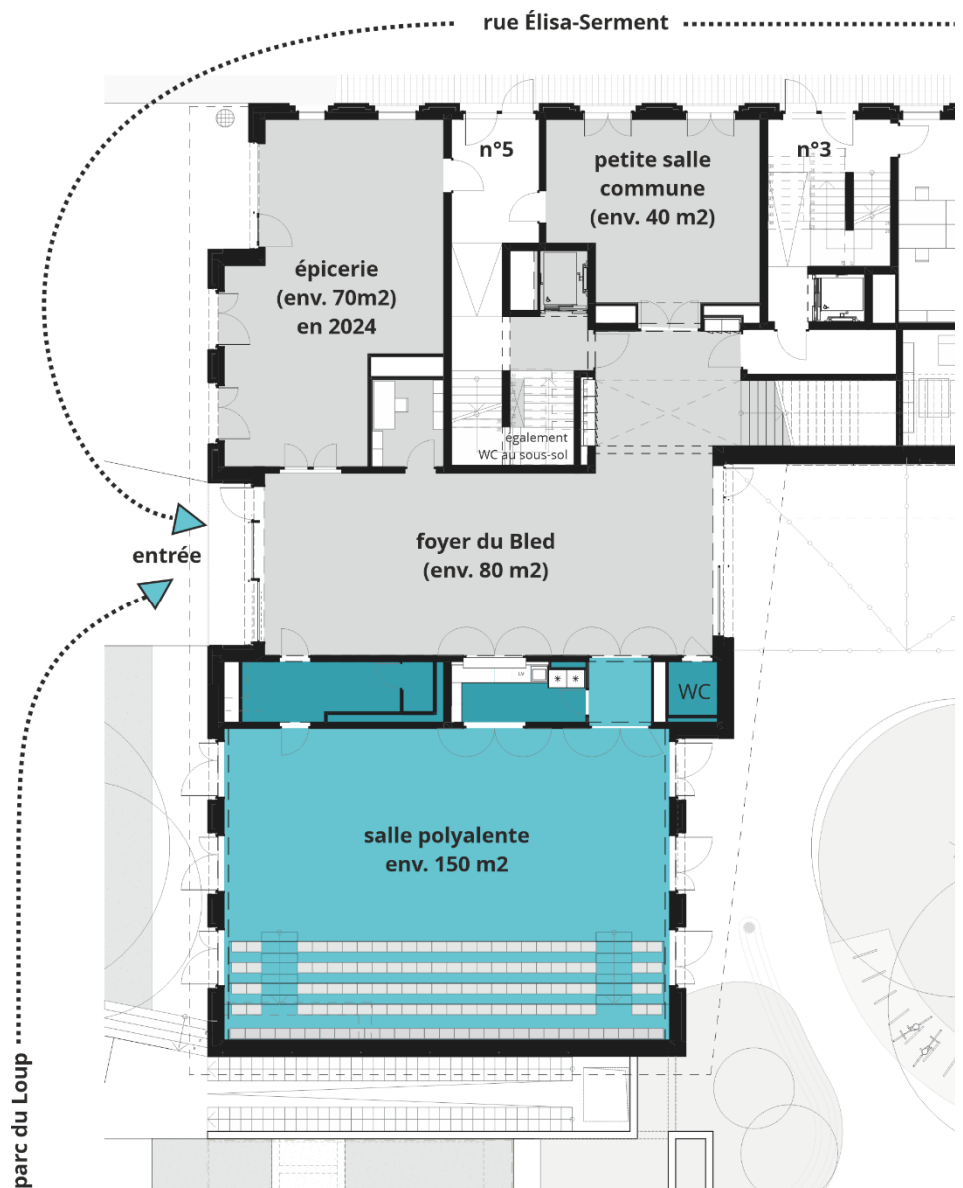 rue Élisa-Serment
n°5
petite salle
commune
(env. 40 m2)
n°3
épicerie
(env. 70m2)
en 2024
également
WC au sous-sol
foyer du Bled
(env. 80 m2)
entrée
LV
WC
salle polyalente
env. 150 m2
parc du Loup